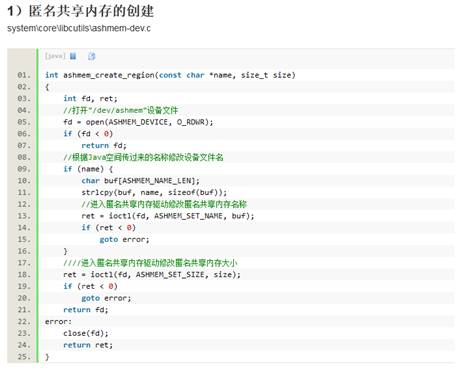 1）匿名共享内存的创建
system\core\libcutils\ashmem-dev.c
[java]
01. int ashmem_create_region(const char *name, size_t size)
02. {
03. int fd, ret;
04. //打开"/dev/ashmem"设备文件
05. fd = open(ASHMEM_DEVICE, O_RDWR);
06. if (fd < 0)
07. return fd;
08. //根据Java空间传过来的名称修改设备文件名
09. if (name) {
10. char buf[ASHMEM_NAME_LEN];
11. strlcpy(buf, name, sizeof(buf));
12. //进入匿名共享内存驱动修改匿名共享内存名称
13. ret = ioctl(fd, ASHMEM_SET_NAME, buf);
14. if (ret < 0)
15. goto error;
16. }
17. ////进入匿名共享内存驱动修改匿名共享内存大小
18. ret = ioctl(fd, ASHMEM_SET_SIZE, size);
19. if (ret < 0)
20. goto error;
21. return fd;
22. error:
23. close(fd);
24. return ret;
25. }